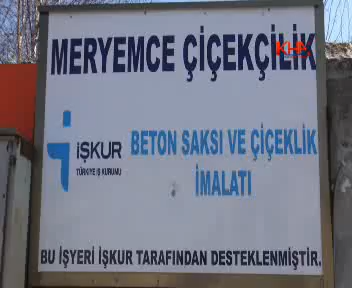 MERYEMCE ÇİÇEKÇİLİK
KHA
İŞKUR
TÜRKİYE İŞ KURUMU
BETON SAKSI VE ÇİÇEKLİK
İMALATI
BU İŞYERİ İŞKUR TARAFINDAN DESTEKLENMİŞTİR.